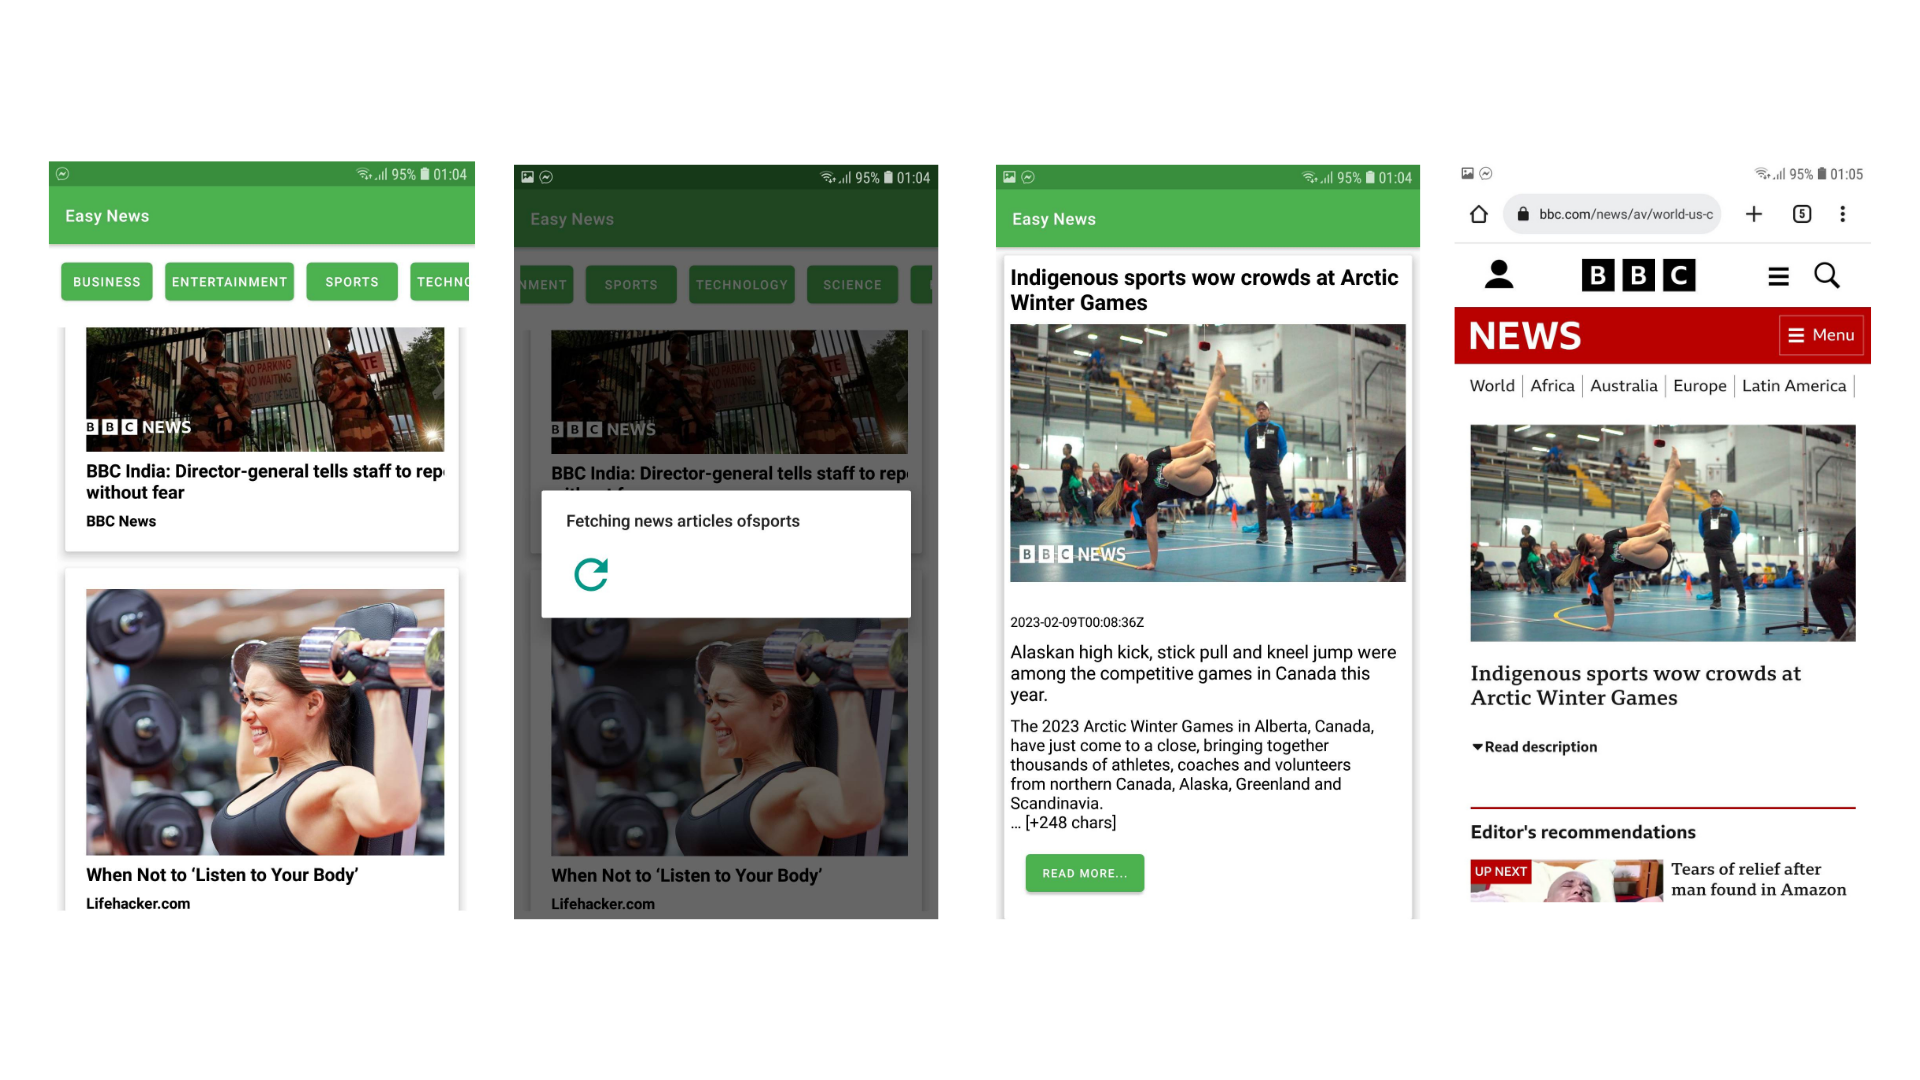 95% 01:04
Easy News
BUSINESS ENTERTAINMENT SPORTS TECHNO
NO PARKING
NO WAITING
BBC NEWS
BBC India: Director-general tells staff to rep
without fear
BBC News
When Not to ‘Listen to Your Body’
Lifehacker.com
95% 01:04
Easy News
NMENT SPORTS TECHNOLOGY SCIENCE
NO PARKING
NO WAITING
BBC NEWS
BBC India: Director-general tells staff to rep
Fetching news articles ofsports
When Not to ‘Listen to Your Body’
Lifehacker.com
95% 01:04
Easy News
Indigenous sports wow crowds at Arctic
Winter Games
BBC NEWS
2023-02-09T00:08:36Z
Alaskan high kick, stick pull and kneel jump were
among the competitive games in Canada this
year.
The 2023 Arctic Winter Games in Alberta, Canada,
have just come to a close, bringing together
thousands of athletes, coaches and volunteers
from northern Canada, Alaska, Greenland and
Scandinavia.
… [+248 chars]
READ MORE...
95% 01:05
bbc.com/news/av/world-us-c 5
BBC
NEWS Menu
World Africa Australia Europe Latin America
Indigenous sports wow crowds at
Arctic Winter Games
Read description
Editor's recommendations
UP NEXT
Tears of relief after
man found in Amazon